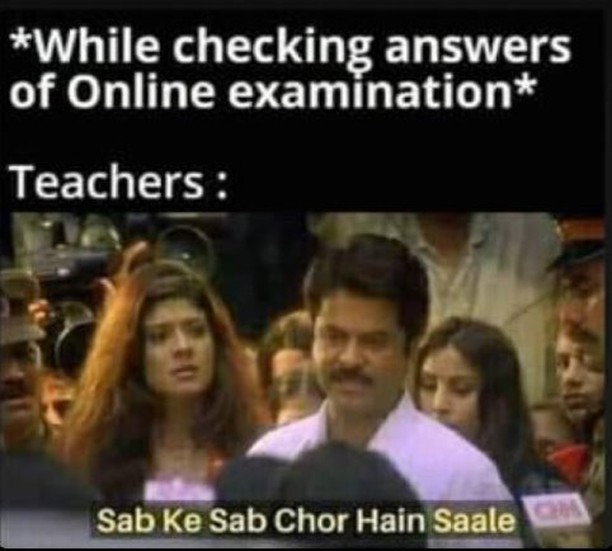 *While checking answers
of Online examination*
Teachers :
Sab Ke Sab Chor Hain Saale
CNN